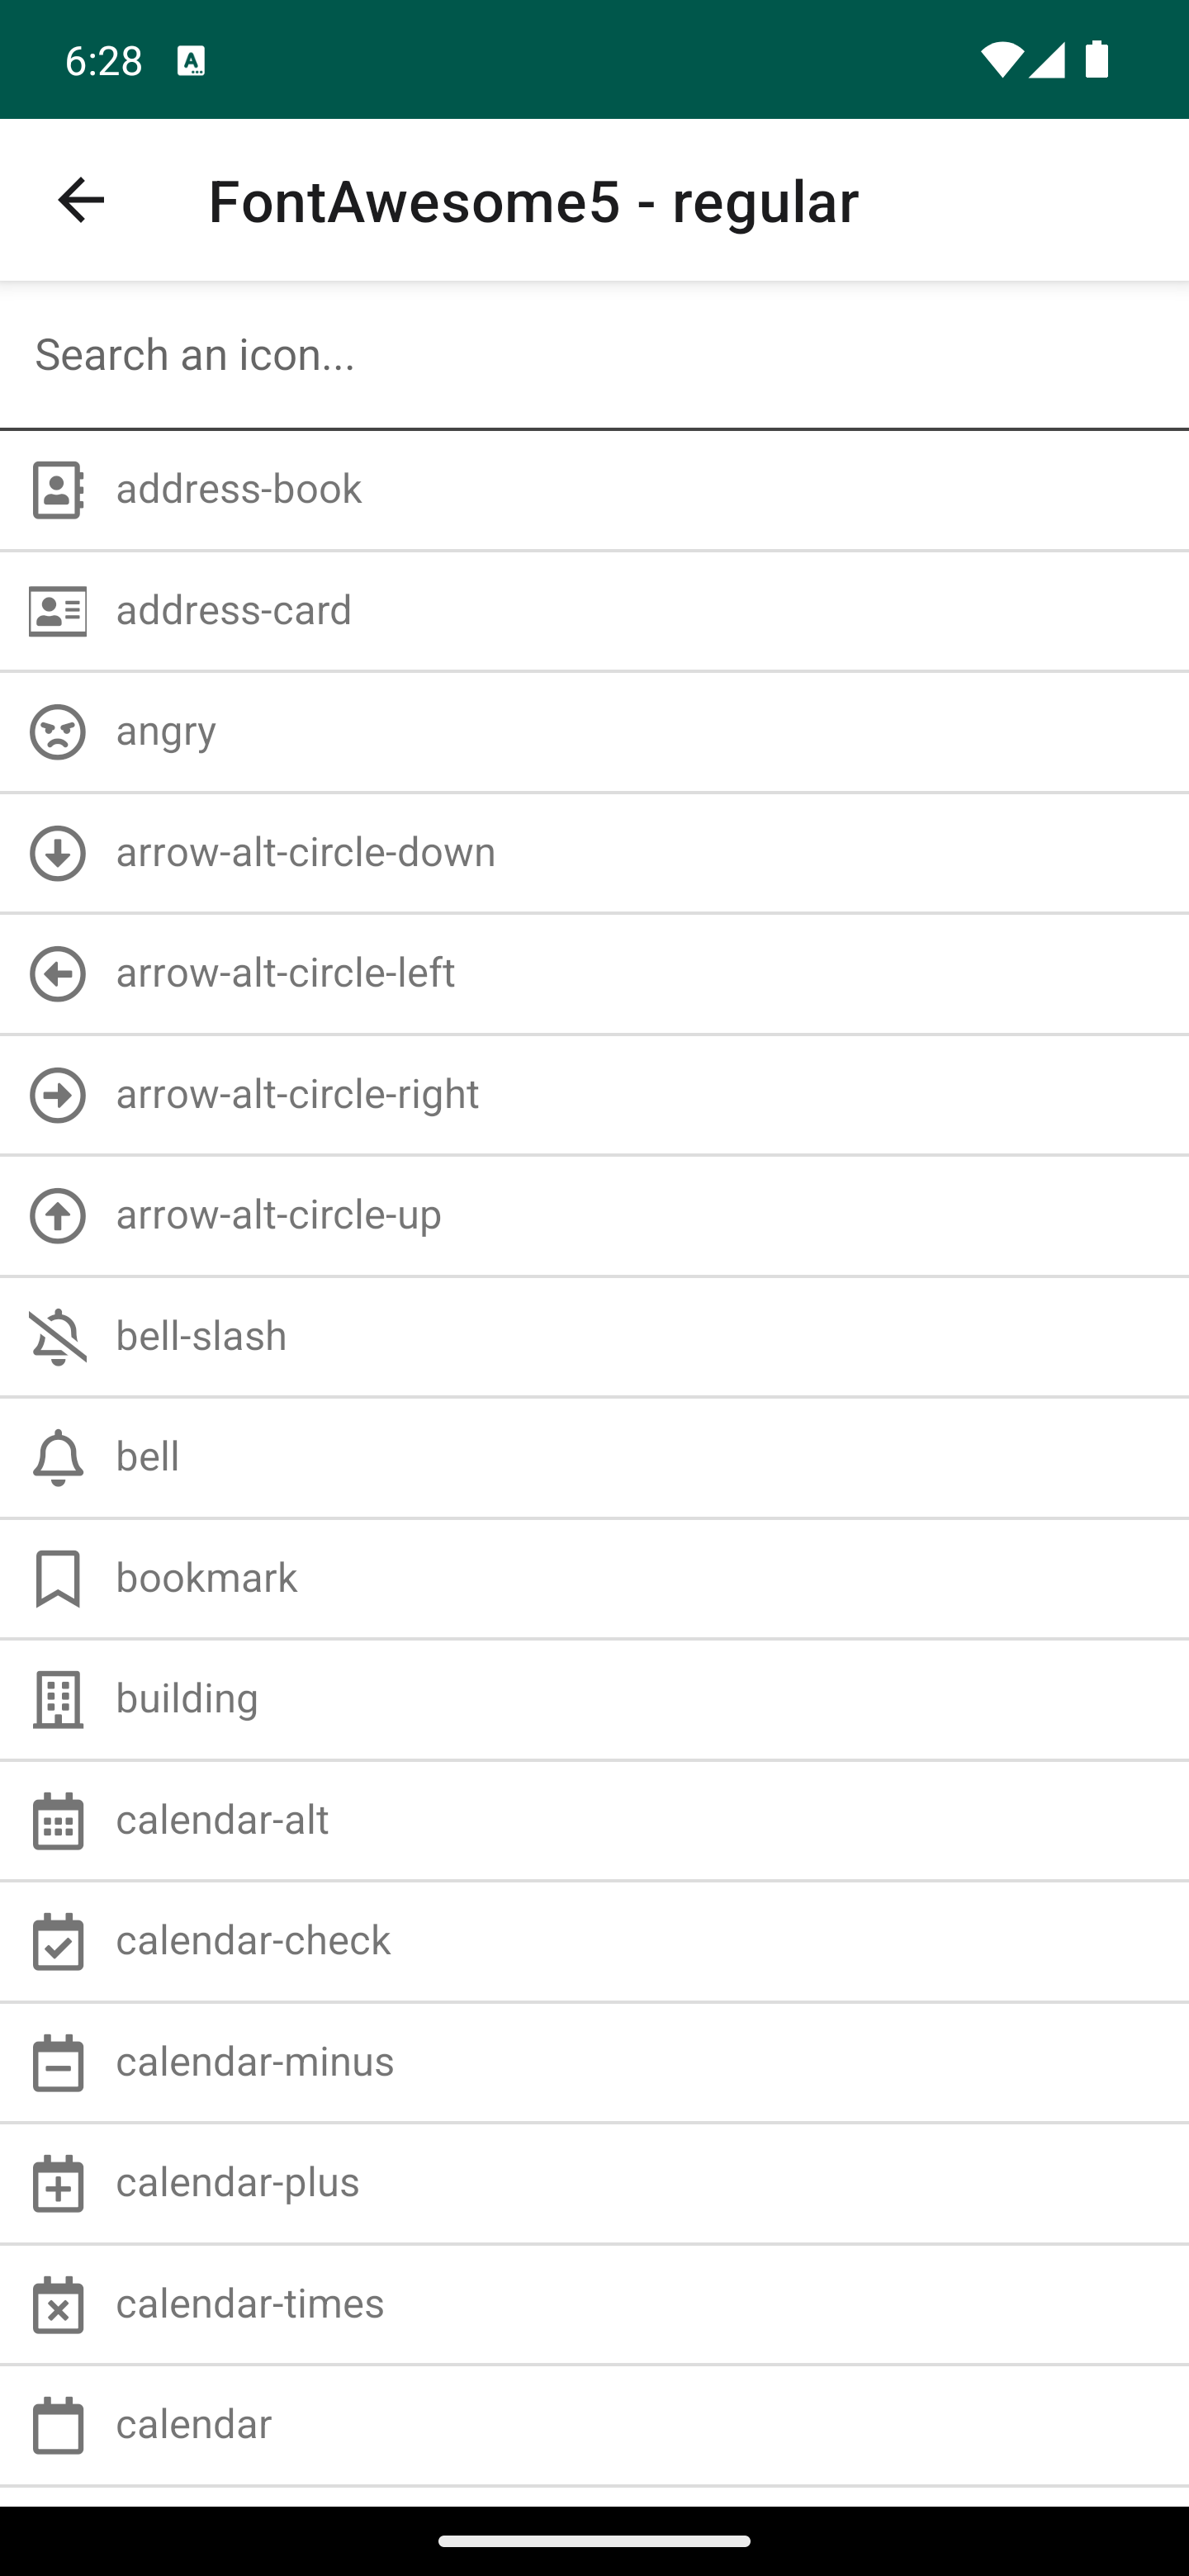 6:28
FontAwesome5 - regular
Search an icon...
address-book
address-card
angry
arrow-alt-circle-down
arrow-alt-circle-left
arrow-alt-circle-right
arrow-alt-circle-up
bell-slash
bell
bookmark
building
calendar-alt
calendar-check
calendar-minus
calendar-plus
calendar-times
calendar